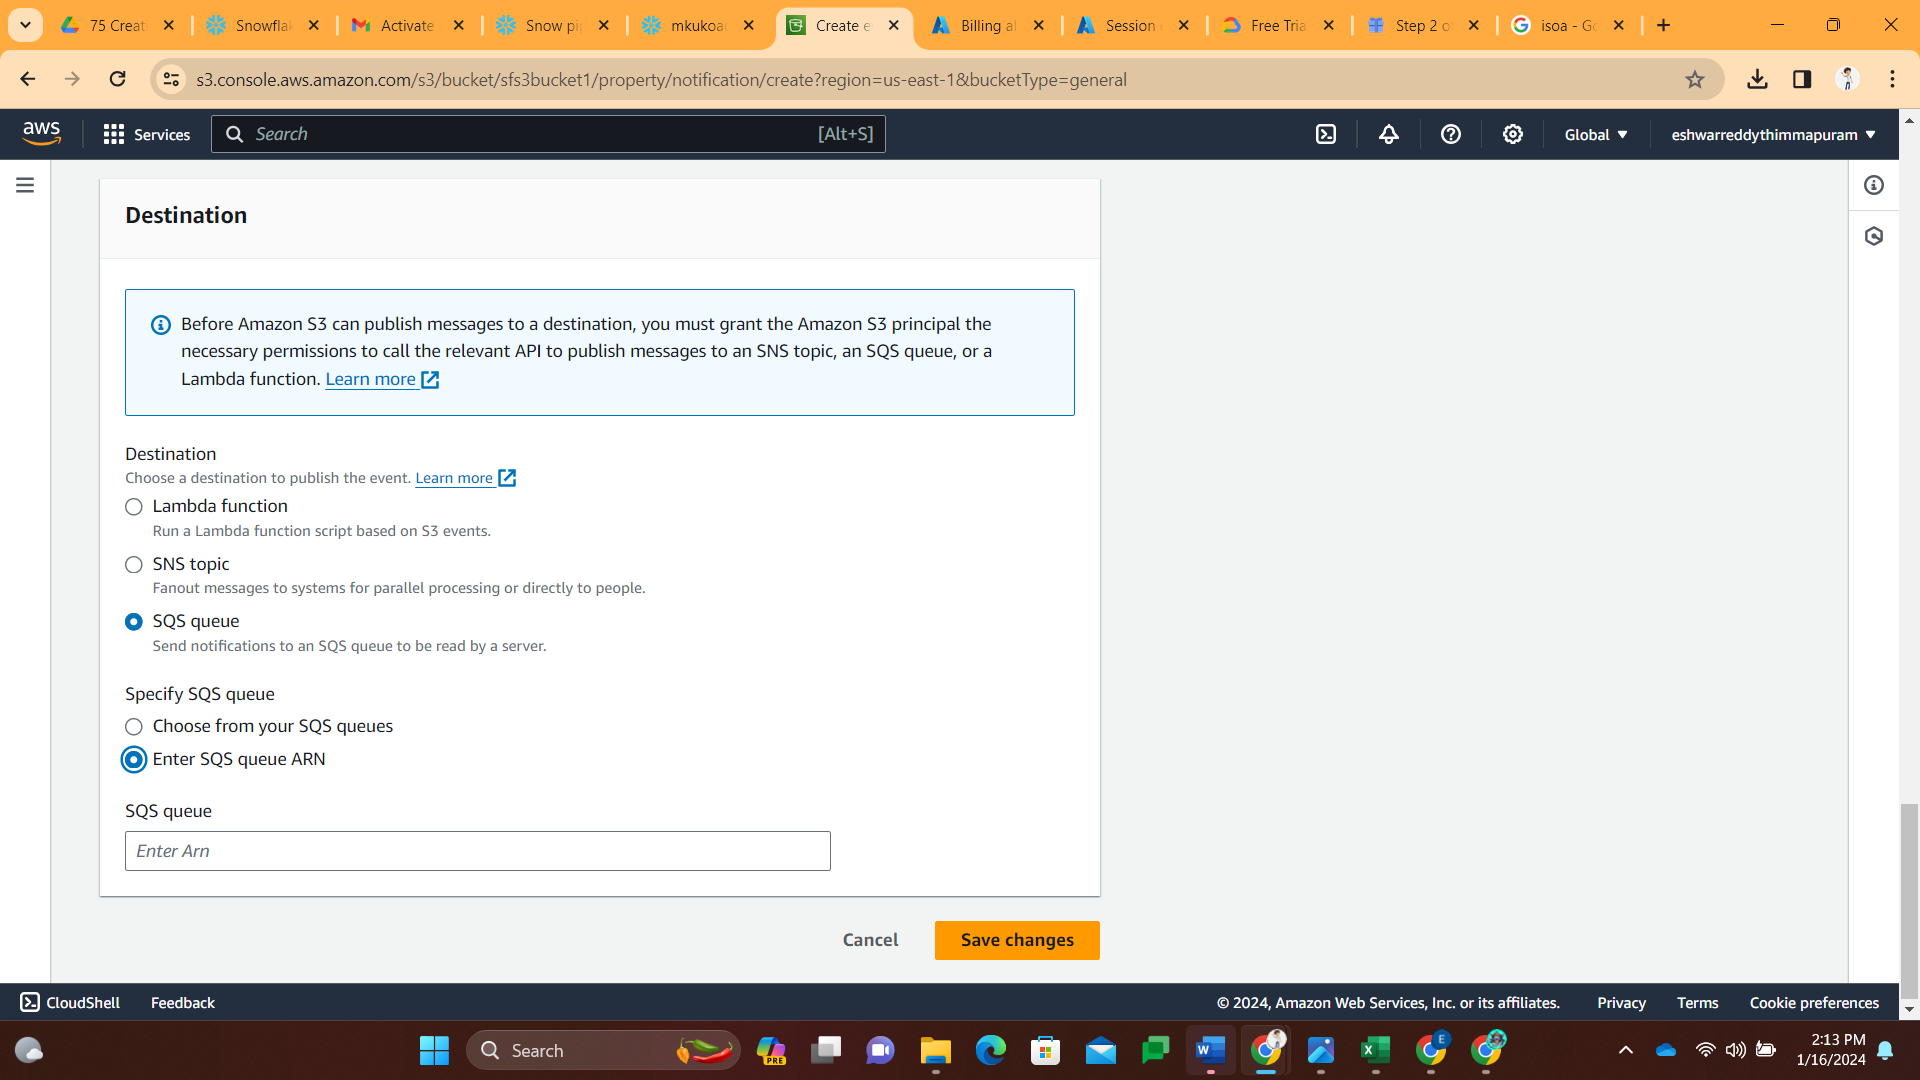 75 Creat
Snowflak
Activate
Snow pip
mkukoac
Create e
Billing al
Session
Free Tria
Step 2 o
isoa - Go
s3.console.aws.amazon.com/s3/bucket/sfs3bucket1/property/notification/create?region=us-east-1&bucketType=general
aws
Services
Search
[Alt+S]
Global
eshwarreddythimmapuram
Destination
Before Amazon S3 can publish messages to a destination, you must grant the Amazon S3 principal the
necessary permissions to call the relevant API to publish messages to an SNS topic, an SQS queue, or a
Lambda function. Learn more
Destination
Choose a destination to publish the event. Learn more
Lambda function
Run a Lambda function script based on S3 events.
SNS topic
Fanout messages to systems for parallel processing or directly to people.
SQS queue
Send notifications to an SQS queue to be read by a server.
Specify SQS queue
Choose from your SQS queues
Enter SQS queue ARN
SQS queue
Enter Arn
Cancel
Save changes
CloudShell
Feedback
© 2024, Amazon Web Services, Inc. or its affiliates.
Privacy
Terms
Cookie preferences
Search
PRE
E
2:13 PM
1/16/2024